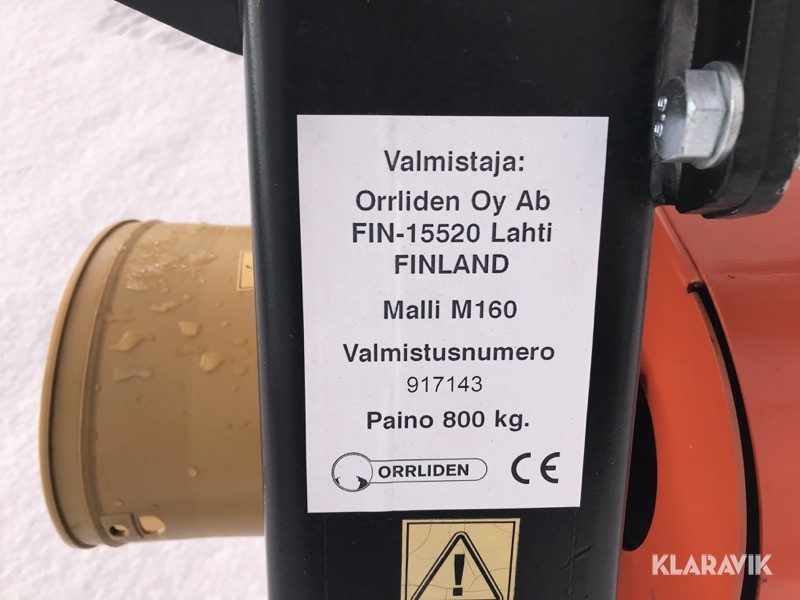 Valmistaja:
Orrliden Oy Ab
FIN-15520 Lahti
FINLAND
Malli M160
Valmistusnumero
917143
Paino 800 kg.
ORRLIDEN CE
!
KLARAVIK